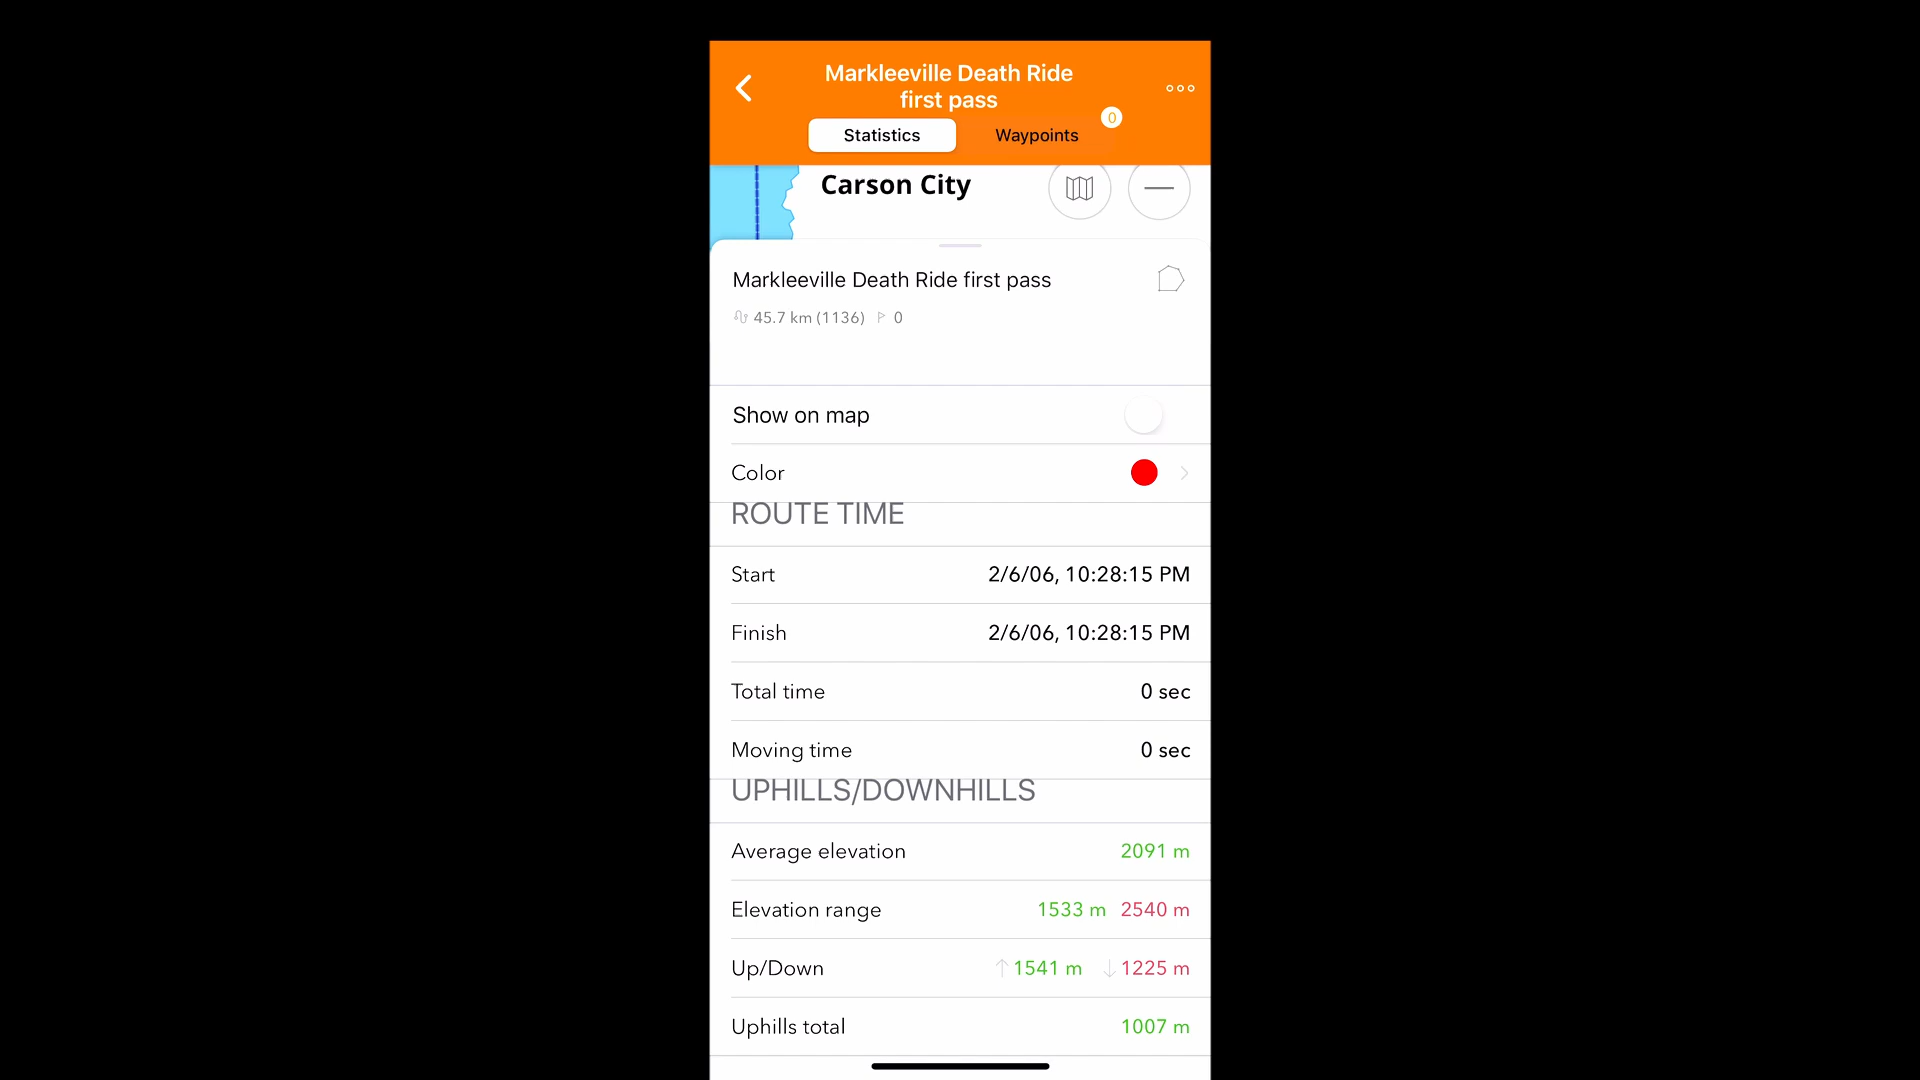 Markleeville Death Ride
first pass
0
Statistics
Waypoints
Carson City
Markleeville Death Ride first pass
45.7 km (1136) 0
Show on map
Color
ROUTE TIME
Start 2/6/06, 10:28:15 PM
Finish 2/6/06, 10:28:15 PM
Total time 0 sec
Moving time 0 sec
UPHILLS/DOWNHILLS
Average elevation 2091 m
Elevation range 1533 m 2540 m
Up/Down ↑ 1541 m ↓ 1225 m
Uphills total 1007 m